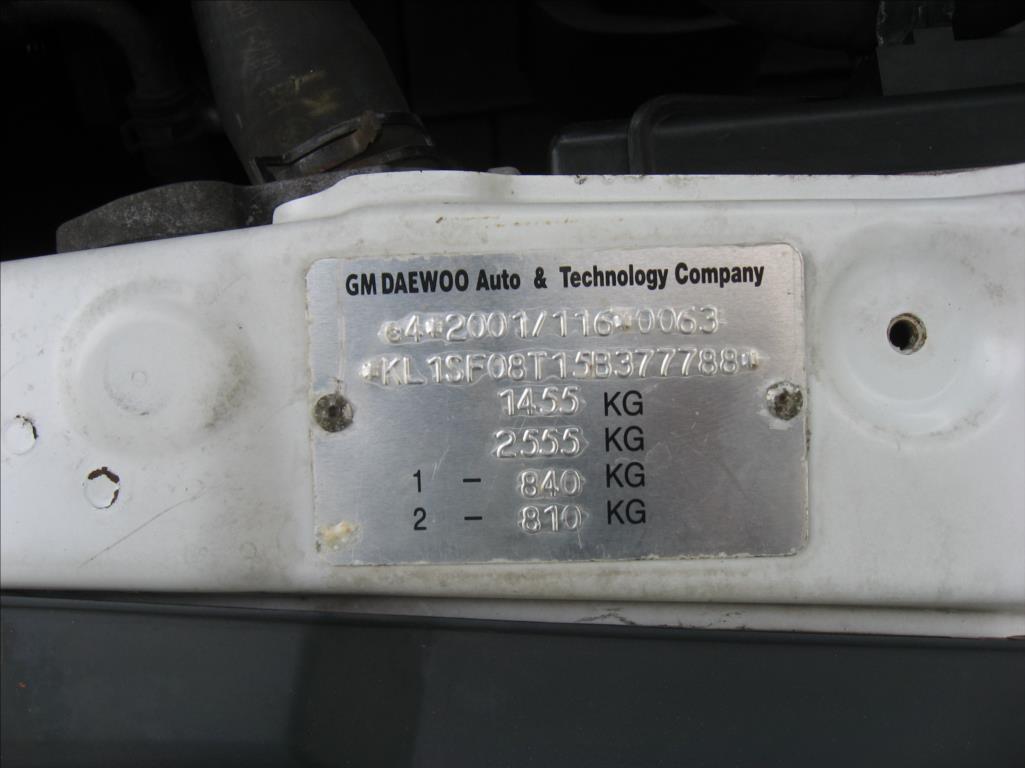 GM DAEWOO Auto & Technology Company
e4*2001/116*0063
*KL1SF08T15B377788*
1455 KG
2555 KG
1 - 840 KG
2 - 810 KG